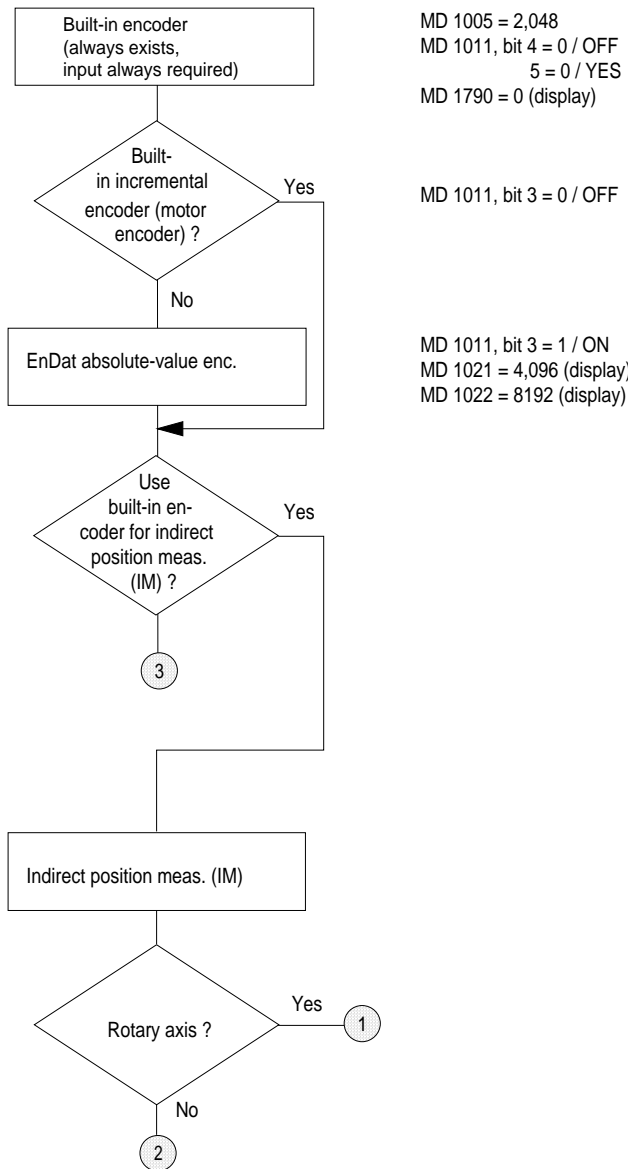 Built-in encoder
(always exists,
input always required)
MD 1005 = 2,048
MD 1011, bit 4 = 0 / OFF
5 = 0 / YES
MD 1790 = 0 (display)
Built-
in incremental
encoder (motor
encoder) ?
Yes
MD 1011, bit 3 = 0 / OFF
No
EnDat absolute-value enc.
MD 1011, bit 3 = 1 / ON
MD 1021 = 4,096 (display)
MD 1022 = 8192 (display)
Use
built-in en-
coder for indirect
position meas.
(IM) ?
Yes
3
Indirect position meas. (IM)
Rotary axis ?
Yes
1
No
2